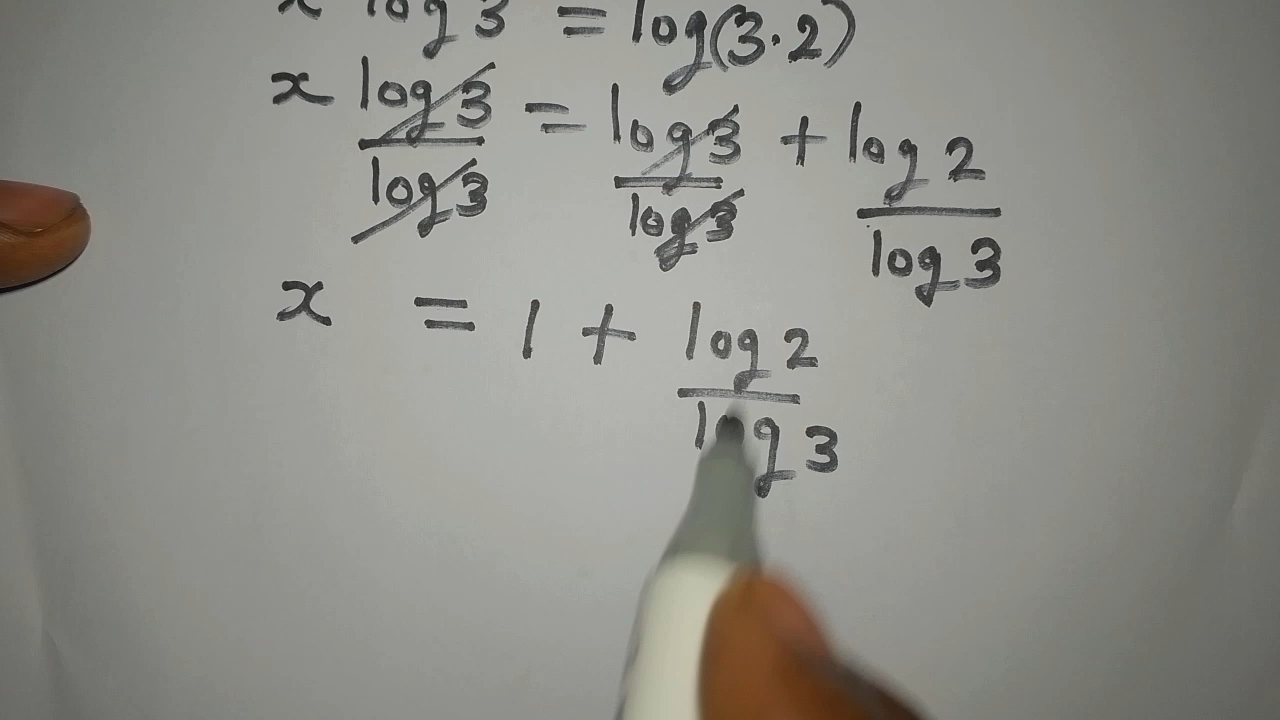 x log 3 = log(3·2)
x log 3 / log 3 = log 3 / log 3 + log 2 / log 3
x = 1 + log 2 / log 3